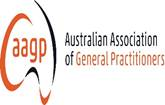 aagp
Australian Association
of General Practitioners